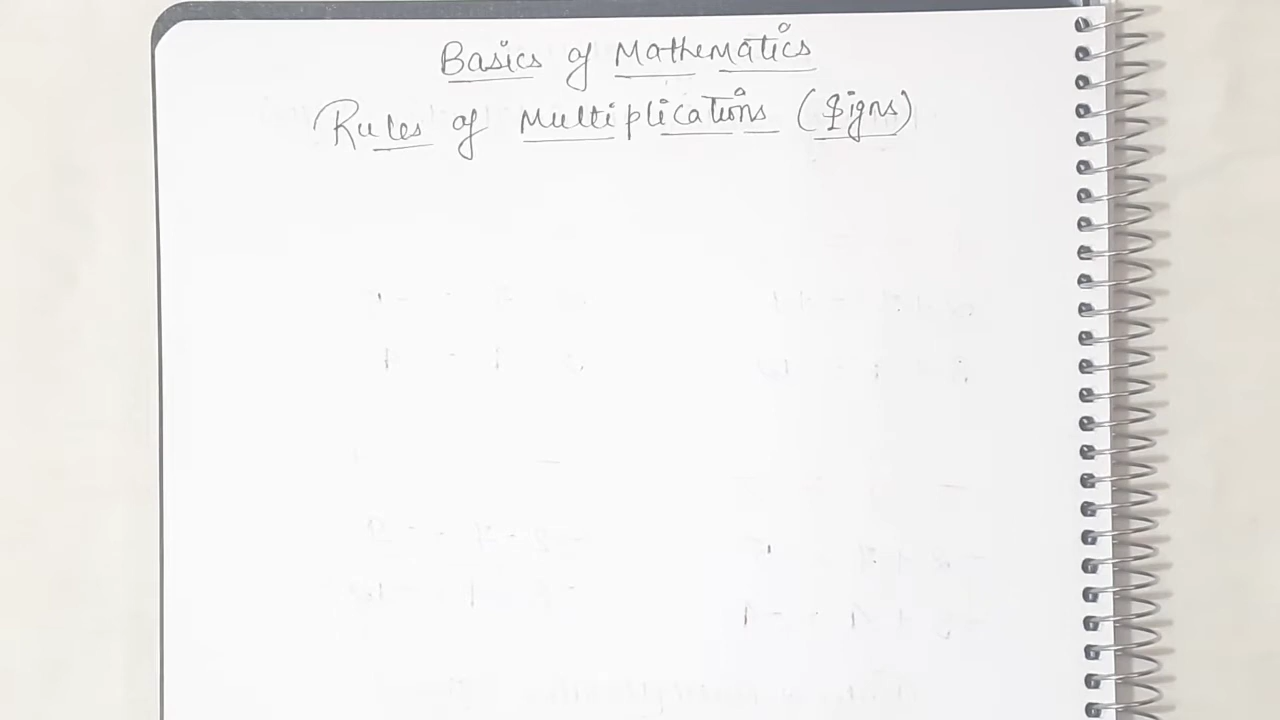 Basics of Mathematics
Rules of Multiplications (Signs)